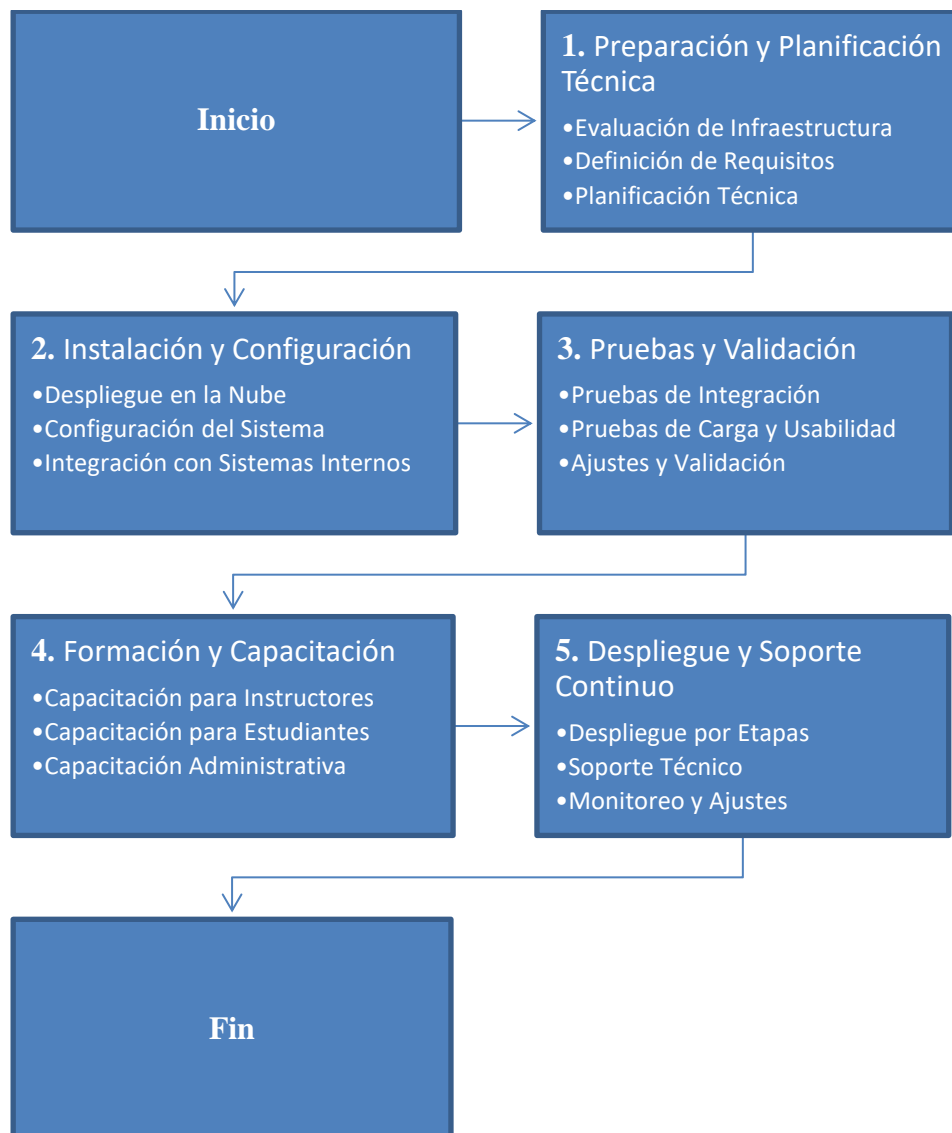 Inicio
1. Preparación y Planificación
Técnica
•Evaluación de Infraestructura
•Definición de Requisitos
•Planificación Técnica
2. Instalación y Configuración
•Despliegue en la Nube
•Configuración del Sistema
•Integración con Sistemas Internos
3. Pruebas y Validación
•Pruebas de Integración
•Pruebas de Carga y Usabilidad
•Ajustes y Validación
4. Formación y Capacitación
•Capacitación para Instructores
•Capacitación para Estudiantes
•Capacitación Administrativa
5. Despliegue y Soporte
Continuo
•Despliegue por Etapas
•Soporte Técnico
•Monitoreo y Ajustes
Fin